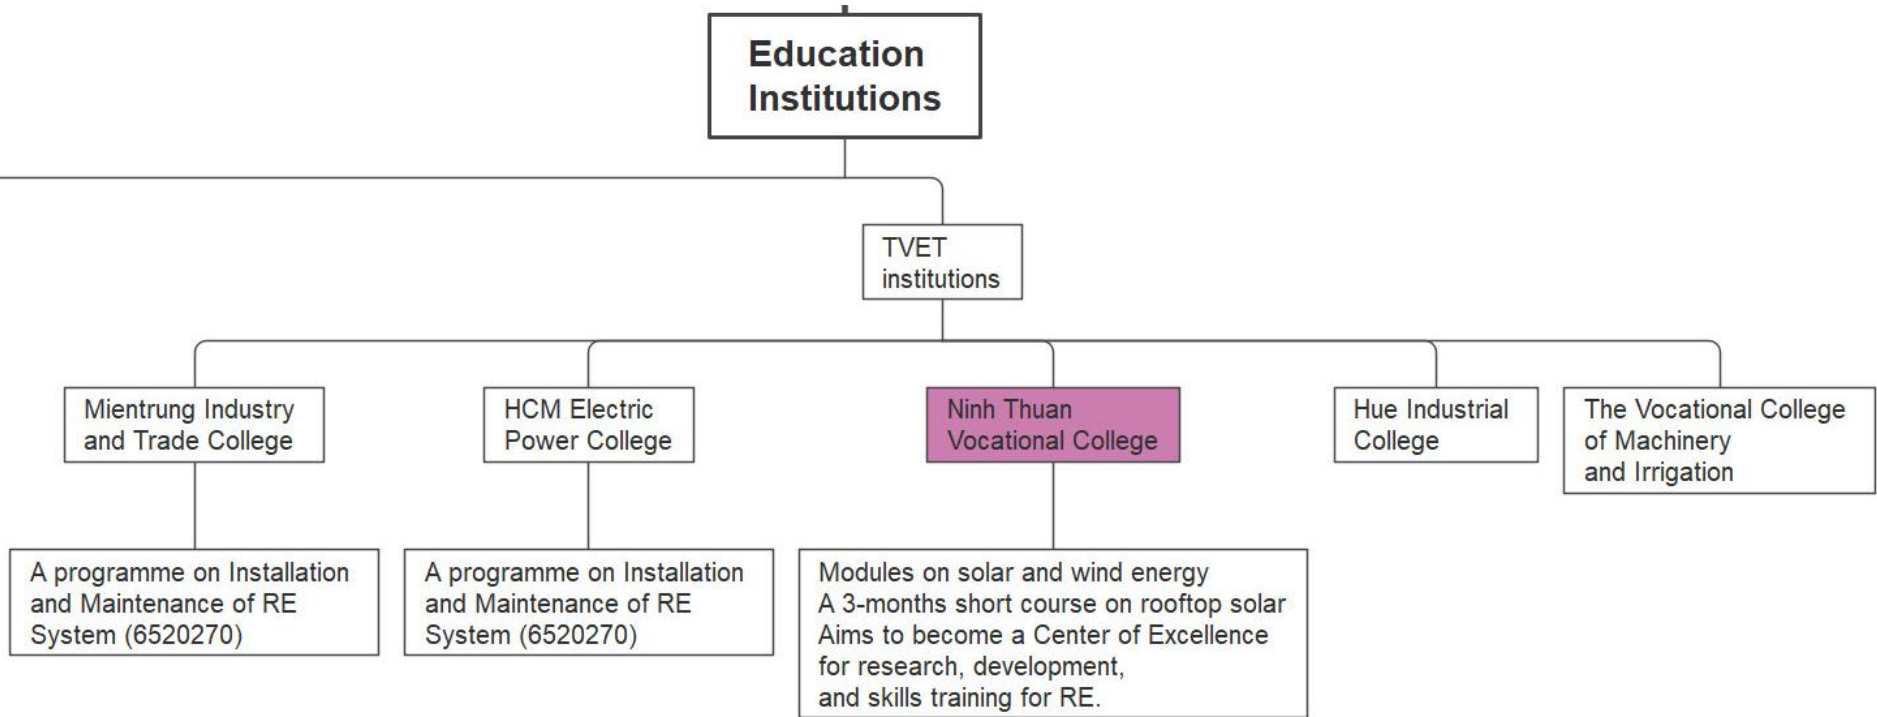 Education
Institutions
TVET
institutions
Mientrung Industry
and Trade College
HCM Electric
Power College
Ninh Thuan
Vocational College
Hue Industrial
College
The Vocational College
of Machinery
and Irrigation
A programme on Installation
and Maintenance of RE
System (6520270)
A programme on Installation
and Maintenance of RE
System (6520270)
Modules on solar and wind energy
A 3-months short course on rooftop solar
Aims to become a Center of Excellence
for research, development,
and skills training for RE.